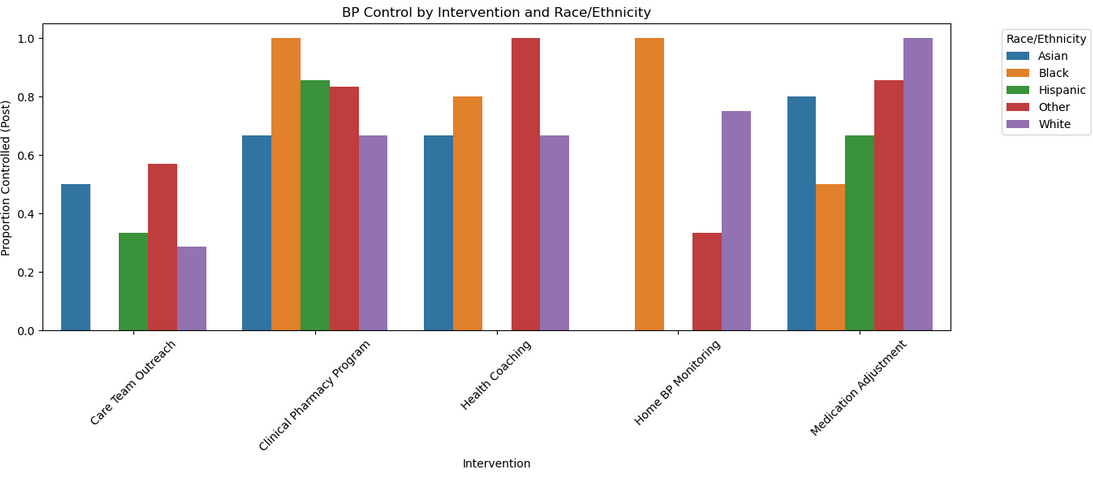 BP Control by Intervention and Race/Ethnicity
Proportion Controlled (Post)
1.0
0.8
0.6
0.4
0.2
0.0
Care Team Outreach
Clinical Pharmacy Program
Health Coaching
Home BP Monitoring
Medication Adjustment
Intervention
Race/Ethnicity
Asian
Black
Hispanic
Other
White